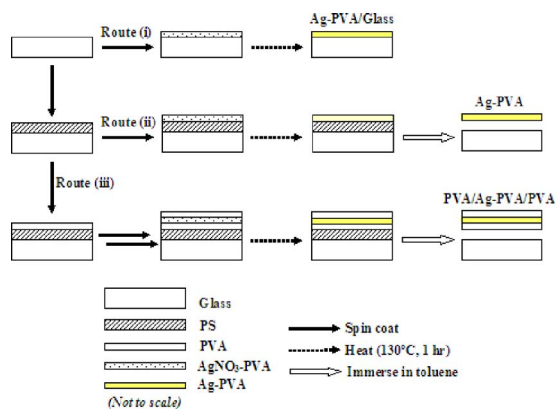 Route (i)
Ag-PVA/Glass
Route (ii)
Ag-PVA
Route (iii)
PVA/Ag-PVA/PVA
Glass
PS
PVA
AgNO₃-PVA
Ag-PVA
(Not to scale)
Spin coat
Heat (130°C, 1 hr)
Immerse in toluene